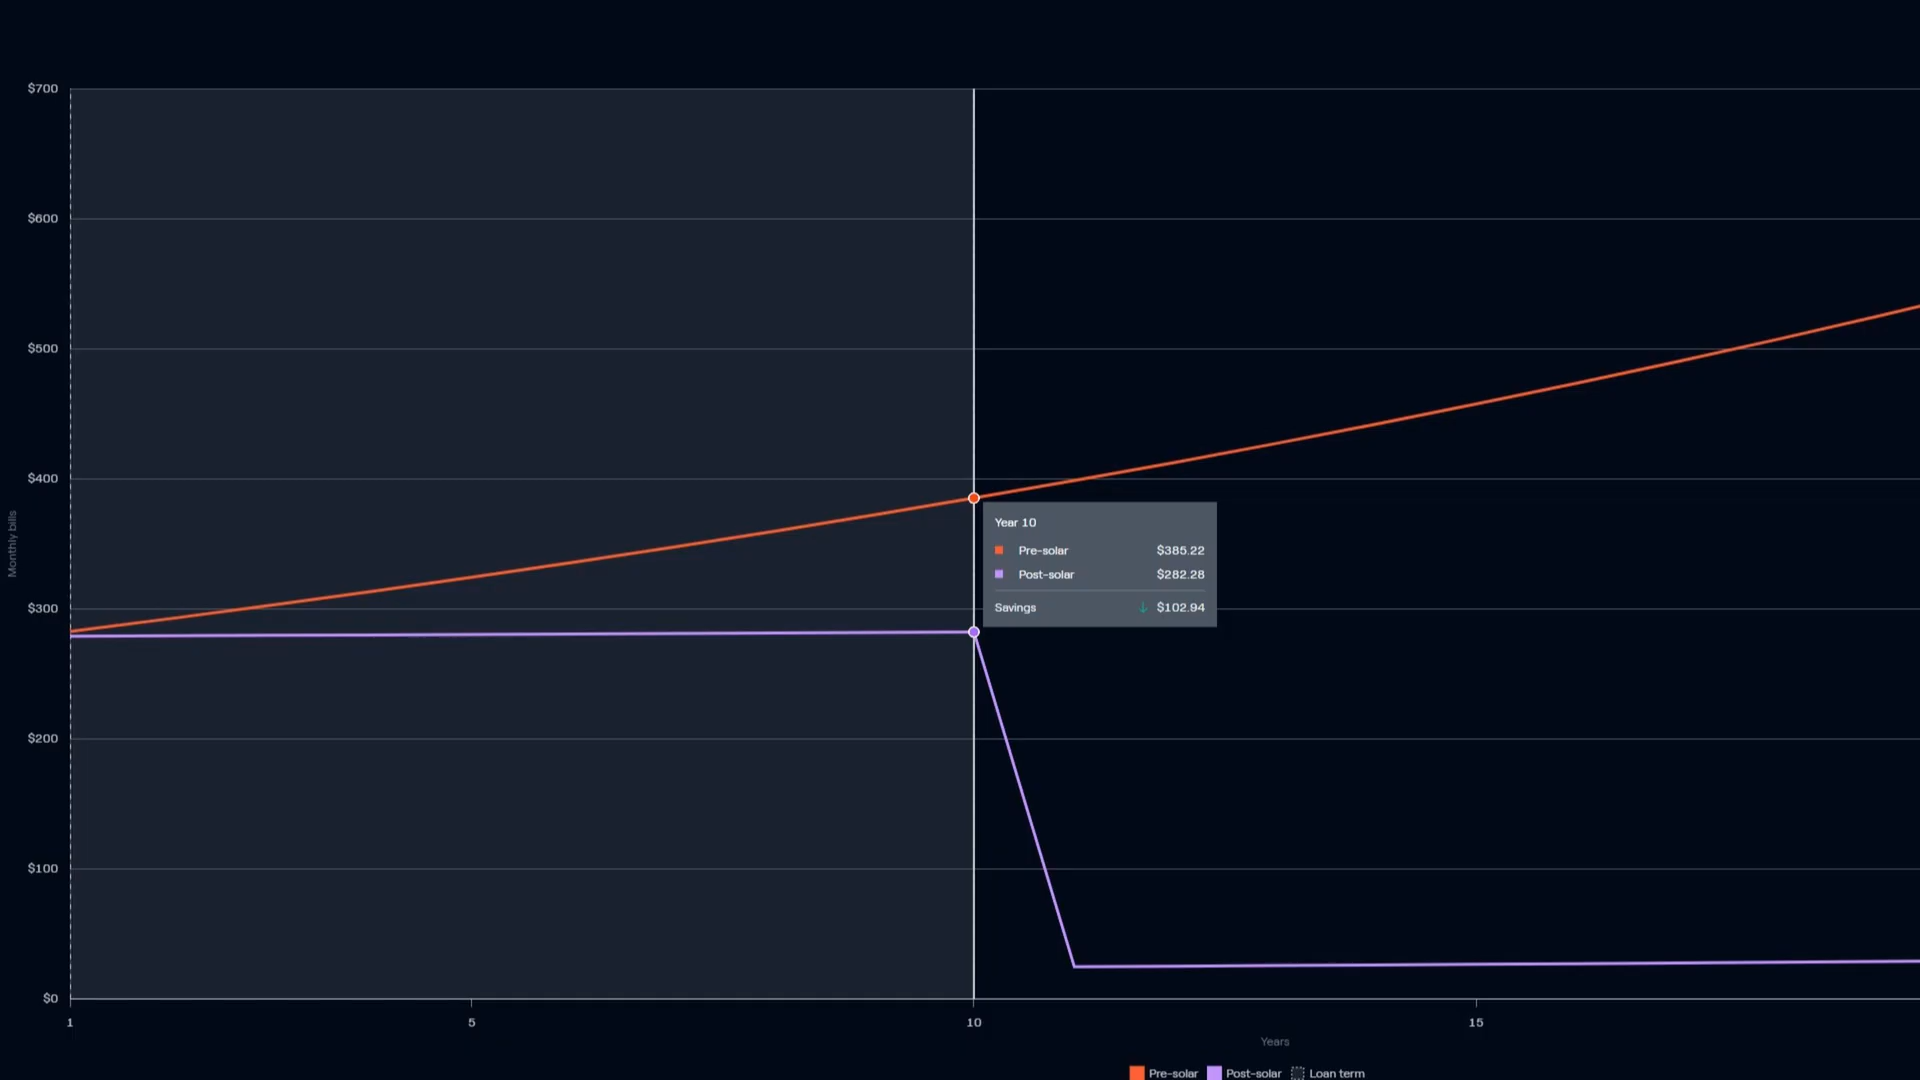 $700
$600
$500
$400
$300
$200
$100
$0
Monthly bills
Year 10
Pre-solar $385.22
Post-solar $282.28
Savings ↓ $102.94
1 5 10 15
Years
Pre-solar Post-solar Loan term